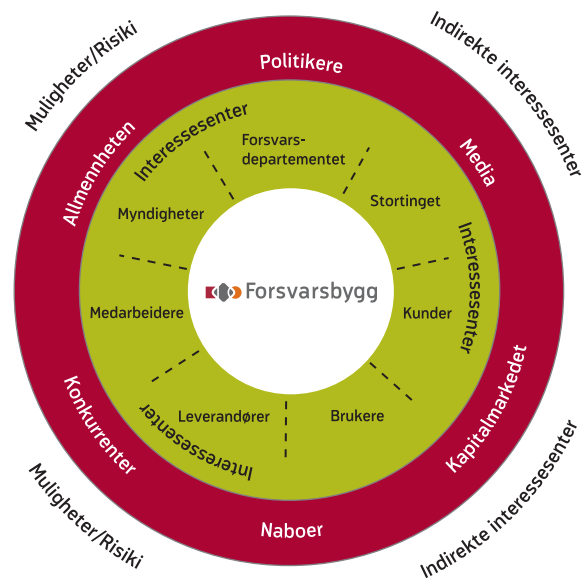 Muligheter/Risiki
Indirekte interessesenter
Politikere
Allmennheten
Media
Interessesenter
Forsvars-
departementet
Myndigheter
Stortinget
Interessesenter
Forsvarsbygg
Medarbeidere
Kunder
Leverandører
Brukere
Interessesenter
Konkurrenter
Kapitalmarkedet
Naboer
Muligheter/Risiki
Indirekte interessesenter